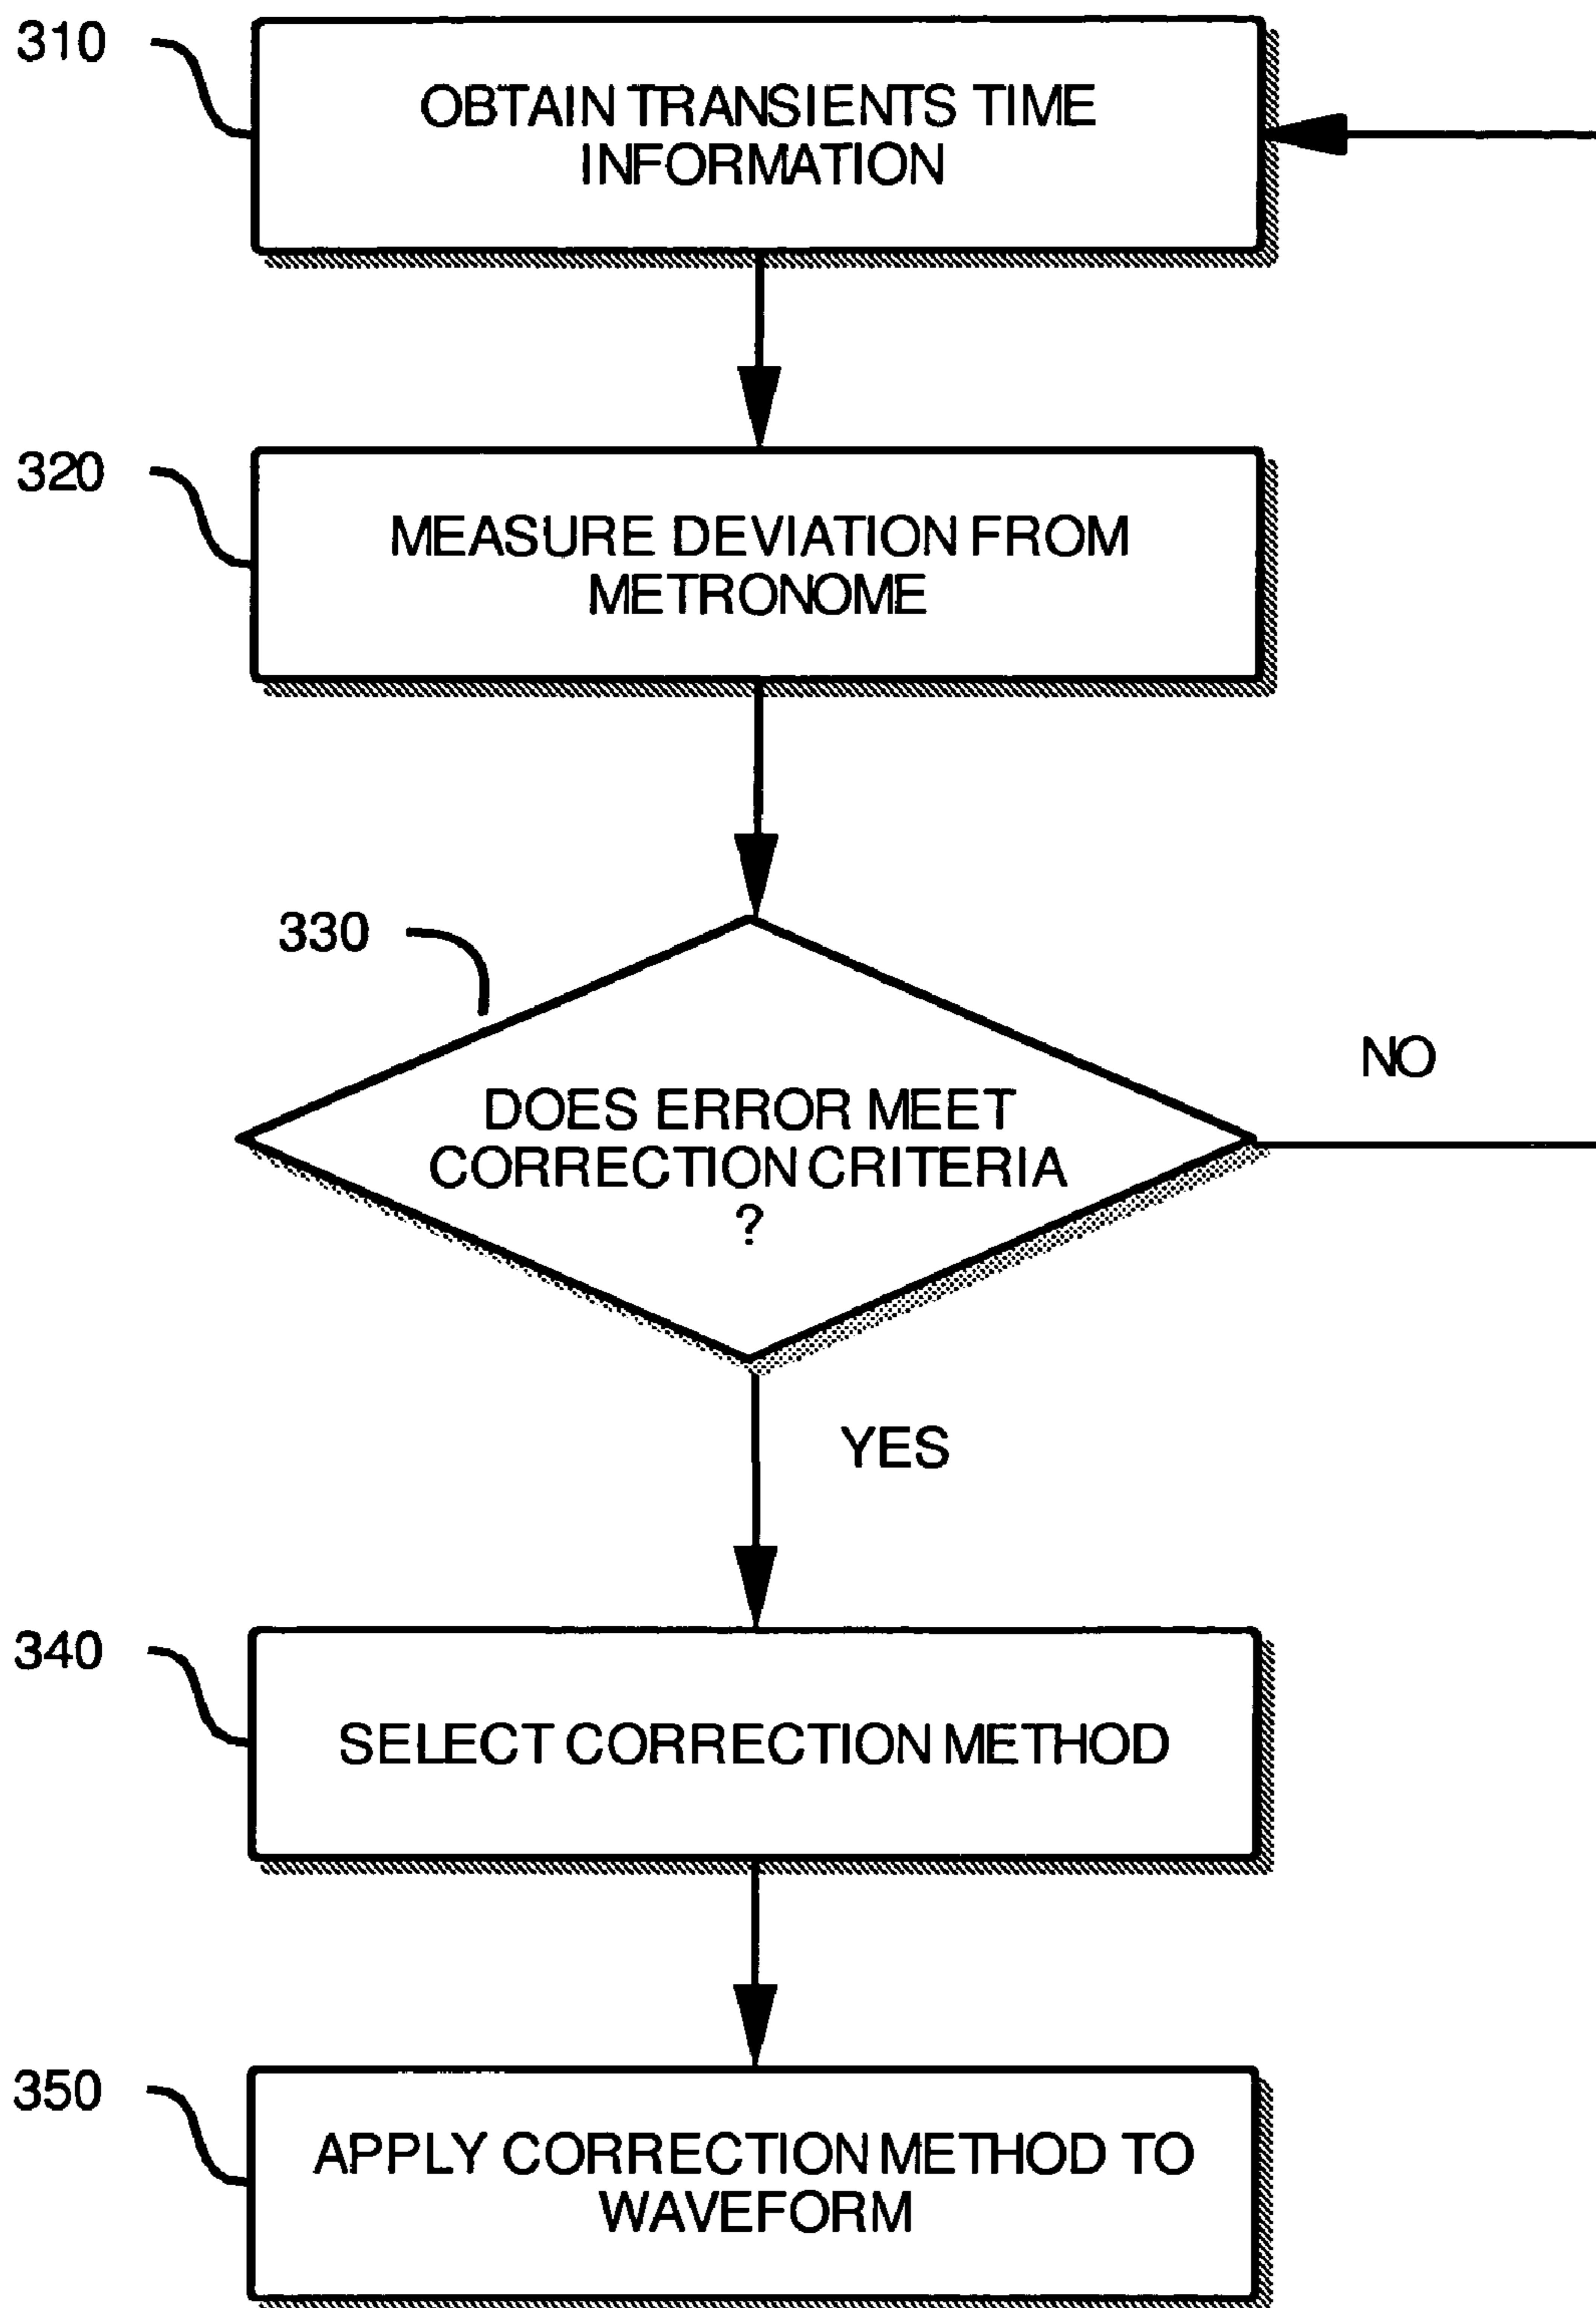 310
OBTAIN TRANSIENTS TIME
INFORMATION
320
MEASURE DEVIATION FROM
METRONOME
330
DOES ERROR MEET
CORRECTION CRITERIA
?
NO
YES
340
SELECT CORRECTION METHOD
350
APPLY CORRECTION METHOD TO
WAVEFORM